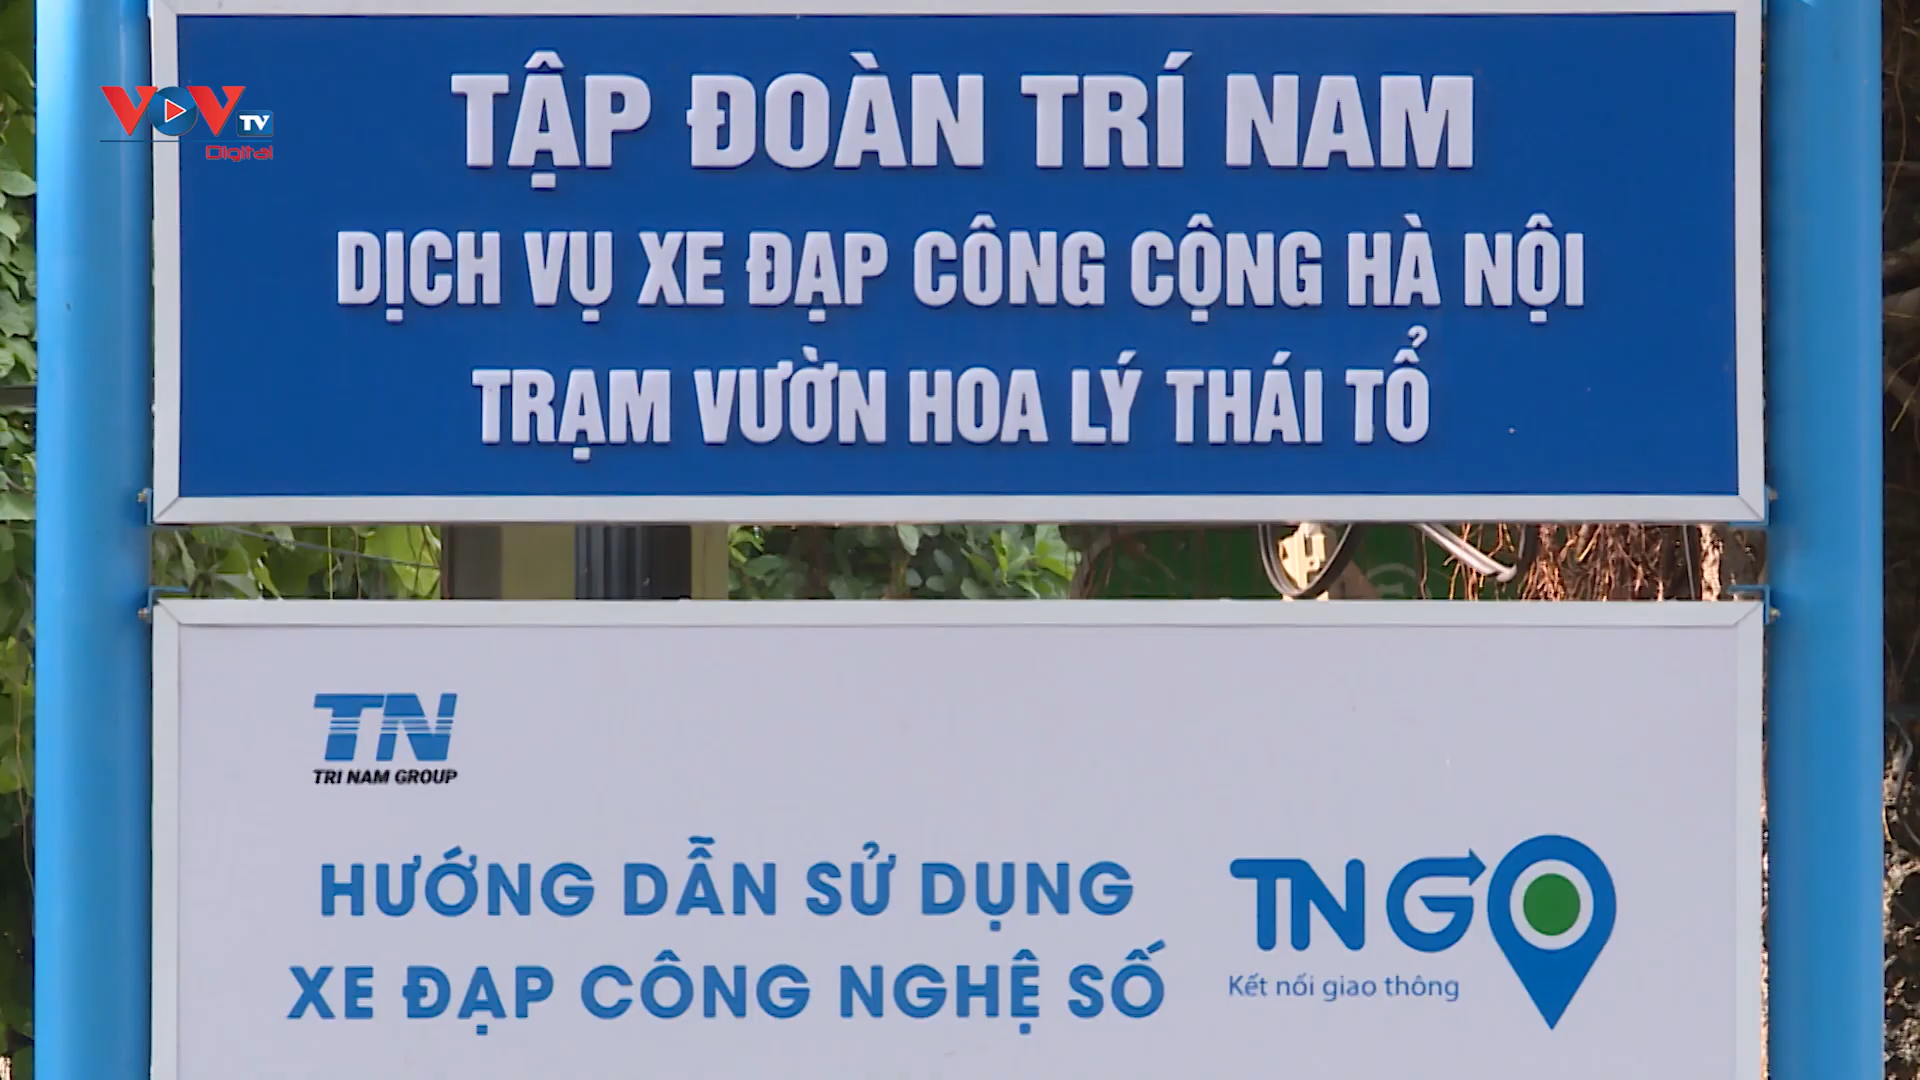 VOV TV
Digital
TẬP ĐOÀN TRÍ NAM
DỊCH VỤ XE ĐẠP CÔNG CỘNG HÀ NỘI
TRẠM VƯỜN HOA LÝ THÁI TỔ
TN
TRI NAM GROUP
HƯỚNG DẪN SỬ DỤNG
XE ĐẠP CÔNG NGHỆ SỐ
TNGO
Kết nối giao thông